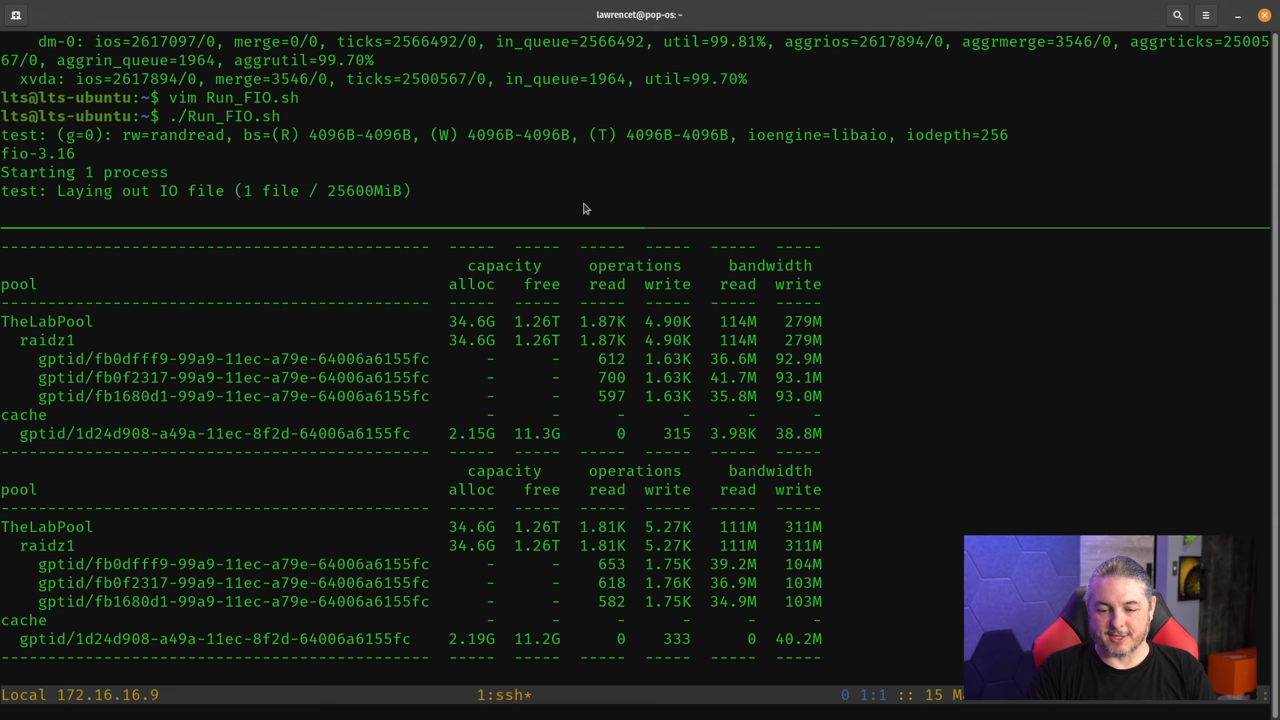 lawrencet@pop-os: ~
dm-0: ios=2617097/0, merge=0/0, ticks=2566492/0, in_queue=2566492, util=99.81%, aggrios=2617894/0, aggrmerge=3546/0, aggrticks=25005
67/0, aggrin_queue=1964, aggrutil=99.70%
xvda: ios=2617894/0, merge=3546/0, ticks=2500567/0, in_queue=1964, util=99.70%
lts@lts-ubuntu:~$ vim Run_FIO.sh
lts@lts-ubuntu:~$ ./Run_FIO.sh
test: (g=0): rw=randread, bs=(R) 4096B-4096B, (W) 4096B-4096B, (T) 4096B-4096B, ioengine=libaio, iodepth=256
fio-3.16
Starting 1 process
test: Laying out IO file (1 file / 25600MiB)
----------------------------------------------  -----  -----  -----  -----  -----  -----
capacity operations bandwidth
pool alloc free read write read write
----------------------------------------------  -----  -----  -----  -----  -----  -----
TheLabPool 34.6G 1.26T 1.87K 4.90K 114M 279M
raidz1 34.6G 1.26T 1.87K 4.90K 114M 279M
gptid/fb0dfff9-99a9-11ec-a79e-64006a6155fc - - 612 1.63K 36.6M 92.9M
gptid/fb0f2317-99a9-11ec-a79e-64006a6155fc - - 700 1.63K 41.7M 93.1M
gptid/fb1680d1-99a9-11ec-a79e-64006a6155fc - - 597 1.63K 35.8M 93.0M
cache - - - - - -
gptid/1d24d908-a49a-11ec-8f2d-64006a6155fc 2.15G 11.3G 0 315 3.98K 38.8M
----------------------------------------------  -----  -----  -----  -----  -----  -----
capacity operations bandwidth
pool alloc free read write read write
----------------------------------------------  -----  -----  -----  -----  -----  -----
TheLabPool 34.6G 1.26T 1.81K 5.27K 111M 311M
raidz1 34.6G 1.26T 1.81K 5.27K 111M 311M
gptid/fb0dfff9-99a9-11ec-a79e-64006a6155fc - - 653 1.75K 39.2M 104M
gptid/fb0f2317-99a9-11ec-a79e-64006a6155fc - - 618 1.76K 36.9M 103M
gptid/fb1680d1-99a9-11ec-a79e-64006a6155fc - - 582 1.75K 34.9M 103M
cache - - - - - -
gptid/1d24d908-a49a-11ec-8f2d-64006a6155fc 2.19G 11.2G 0 333 0 40.2M
----------------------------------------------  -----  -----  -----  -----  -----  -----
Local 172.16.16.9 1:ssh* 0 1:1 :: 15 :